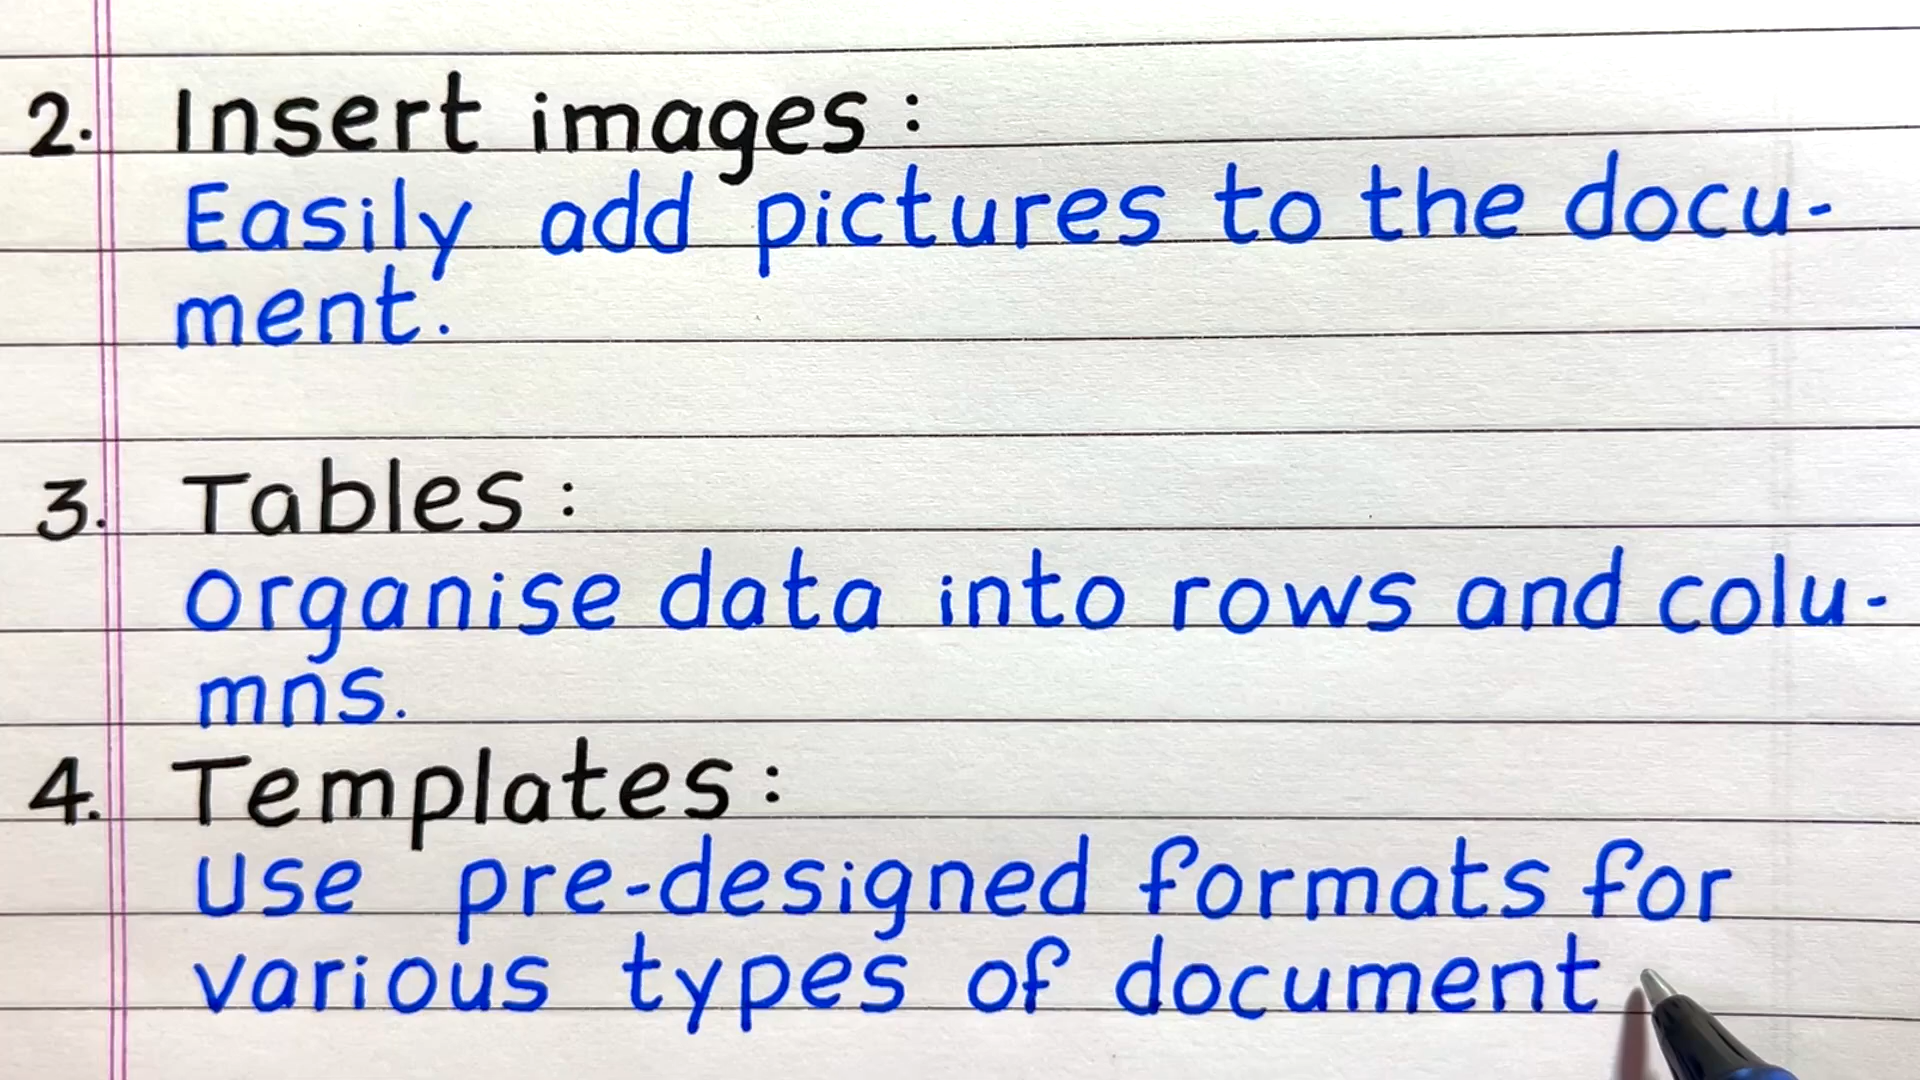 2. Insert images :
Easily add pictures to the docu-
ment.
3. Tables :
Organise data into rows and colu-
mns.
4. Templates :
Use pre-designed formats for
various types of document